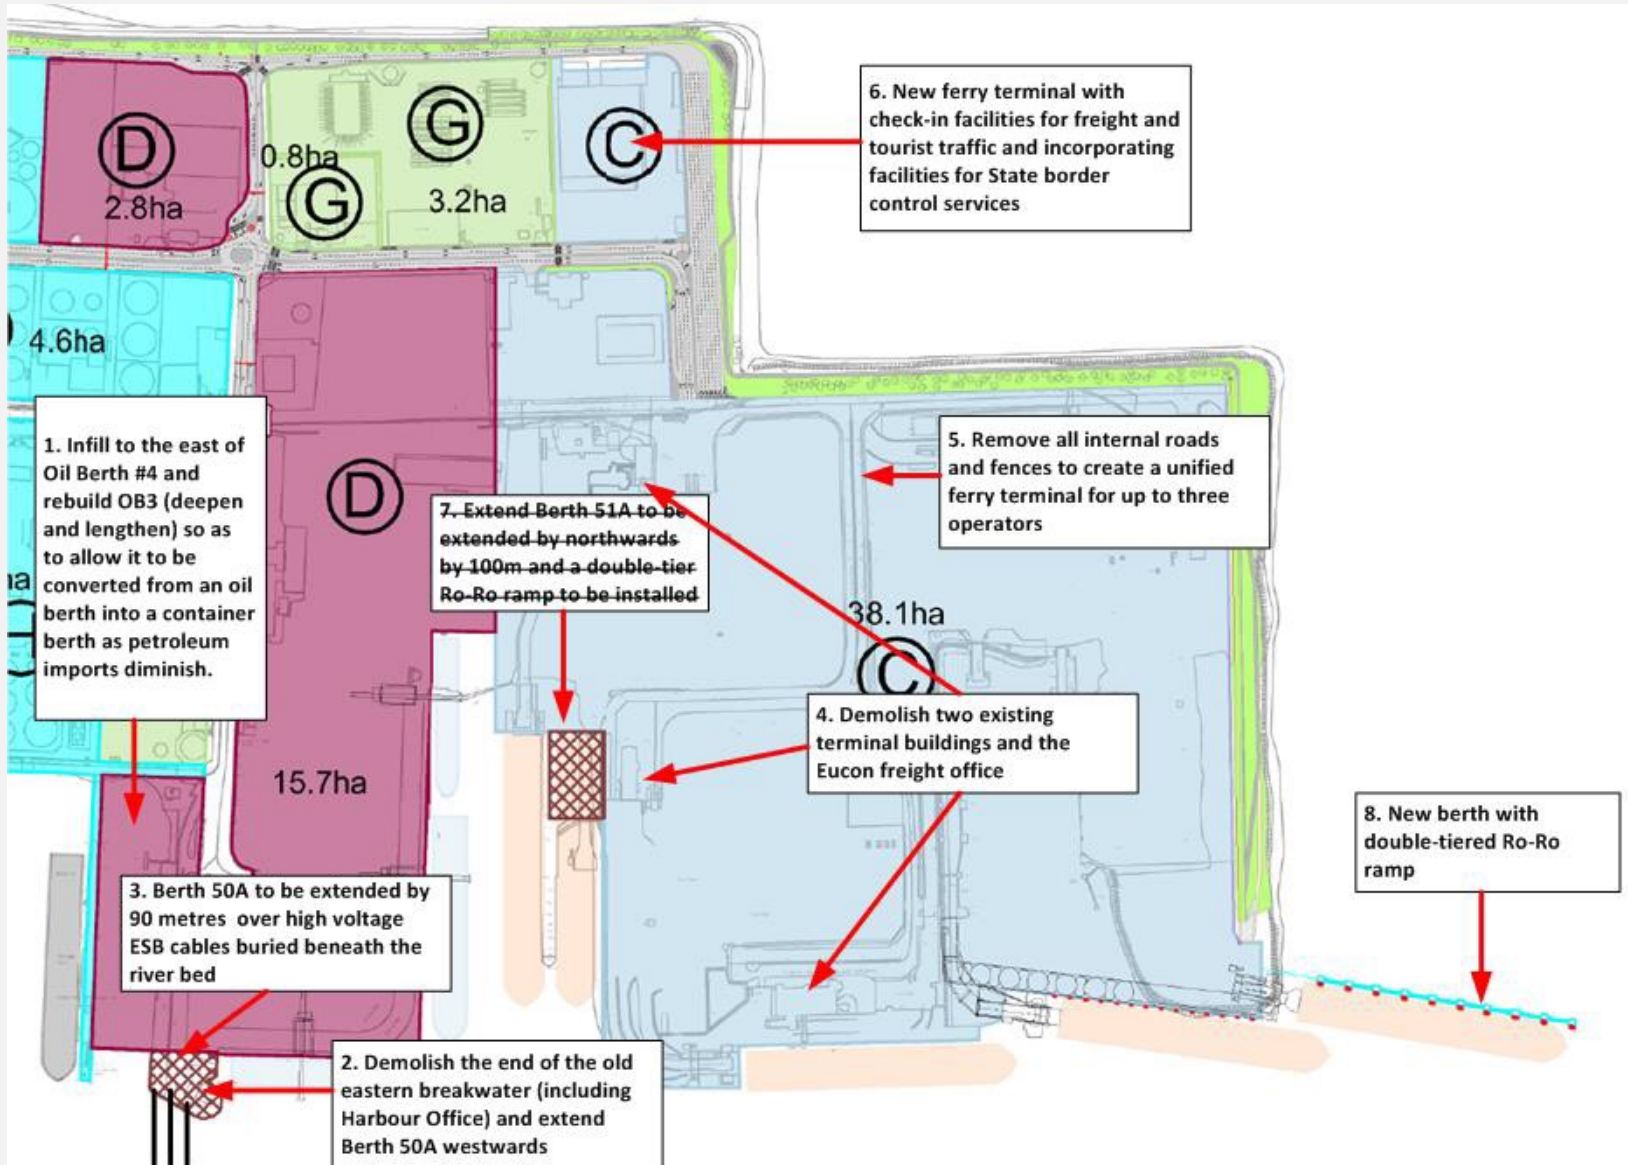 D
2.8ha
0.8ha
G
G
3.2ha
C
6. New ferry terminal with
check-in facilities for freight and
tourist traffic and incorporating
facilities for State border
control services
4.6ha
1. Infill to the east of
Oil Berth #4 and
rebuild OB3 (deepen
and lengthen) so as
to allow it to be
converted from an oil
berth into a container
berth as petroleum
imports diminish.
D
7. Extend Berth 51A to be
extended by northwards
by 100m and a double-tier
Ro-Ro ramp to be installed
5. Remove all internal roads
and fences to create a unified
ferry terminal for up to three
operators
38.1ha
C
4. Demolish two existing
terminal buildings and the
Eucon freight office
15.7ha
8. New berth with
double-tiered Ro-Ro
ramp
3. Berth 50A to be extended by
90 metres over high voltage
ESB cables buried beneath the
river bed
2. Demolish the end of the old
eastern breakwater (including
Harbour Office) and extend
Berth 50A westwards